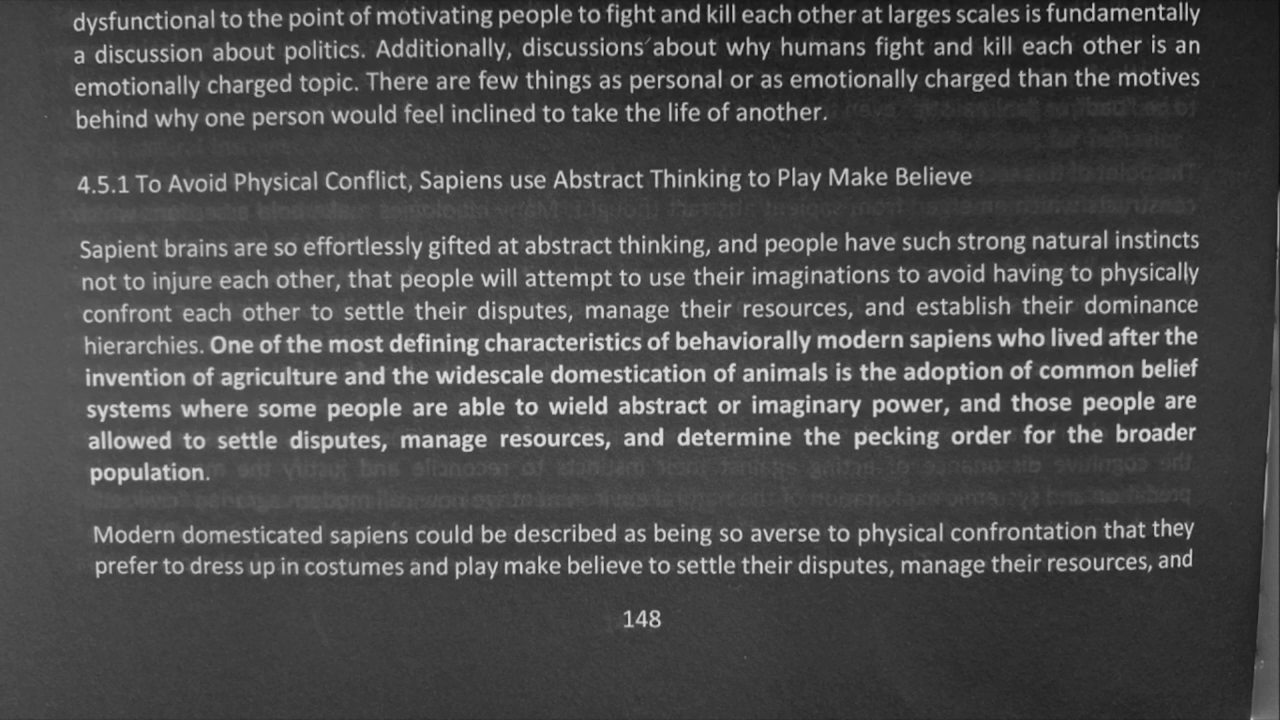 dysfunctional to the point of motivating people to fight and kill each other at larges scales is fundamentally
a discussion about politics. Additionally, discussions about why humans fight and kill each other is an
emotionally charged topic. There are few things as personal or as emotionally charged than the motives
behind why one person would feel inclined to take the life of another.
4.5.1 To Avoid Physical Conflict, Sapiens use Abstract Thinking to Play Make Believe
Sapient brains are so effortlessly gifted at abstract thinking, and people have such strong natural instincts
not to injure each other, that people will attempt to use their imaginations to avoid having to physically
confront each other to settle their disputes, manage their resources, and establish their dominance
hierarchies. One of the most defining characteristics of behaviorally modern sapiens who lived after the
invention of agriculture and the widescale domestication of animals is the adoption of common belief
systems where some people are able to wield abstract or imaginary power, and those people are
allowed to settle disputes, manage resources, and determine the pecking order for the broader
population.
Modern domesticated sapiens could be described as being so averse to physical confrontation that they
prefer to dress up in costumes and play make believe to settle their disputes, manage their resources, and
148